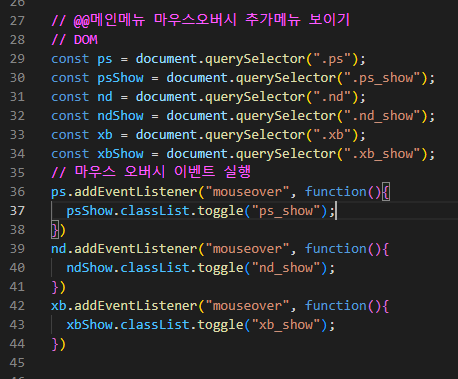 26
27 // @@메인메뉴 마우스오버시 추가메뉴 보이기
28 // DOM
29 const ps = document.querySelector(".ps");
30 const psShow = document.querySelector(".ps_show");
31 const nd = document.querySelector(".nd");
32 const ndShow = document.querySelector(".nd_show");
33 const xb = document.querySelector(".xb");
34 const xbShow = document.querySelector(".xb_show");
35 // 마우스 오버시 이벤트 실행
36 ps.addEventListener("mouseover", function(){
37 psShow.classList.toggle("ps_show");
38 })
39 nd.addEventListener("mouseover", function(){
40 ndShow.classList.toggle("nd_show");
41 })
42 xb.addEventListener("mouseover", function(){
43 xbShow.classList.toggle("xb_show");
44 })
45